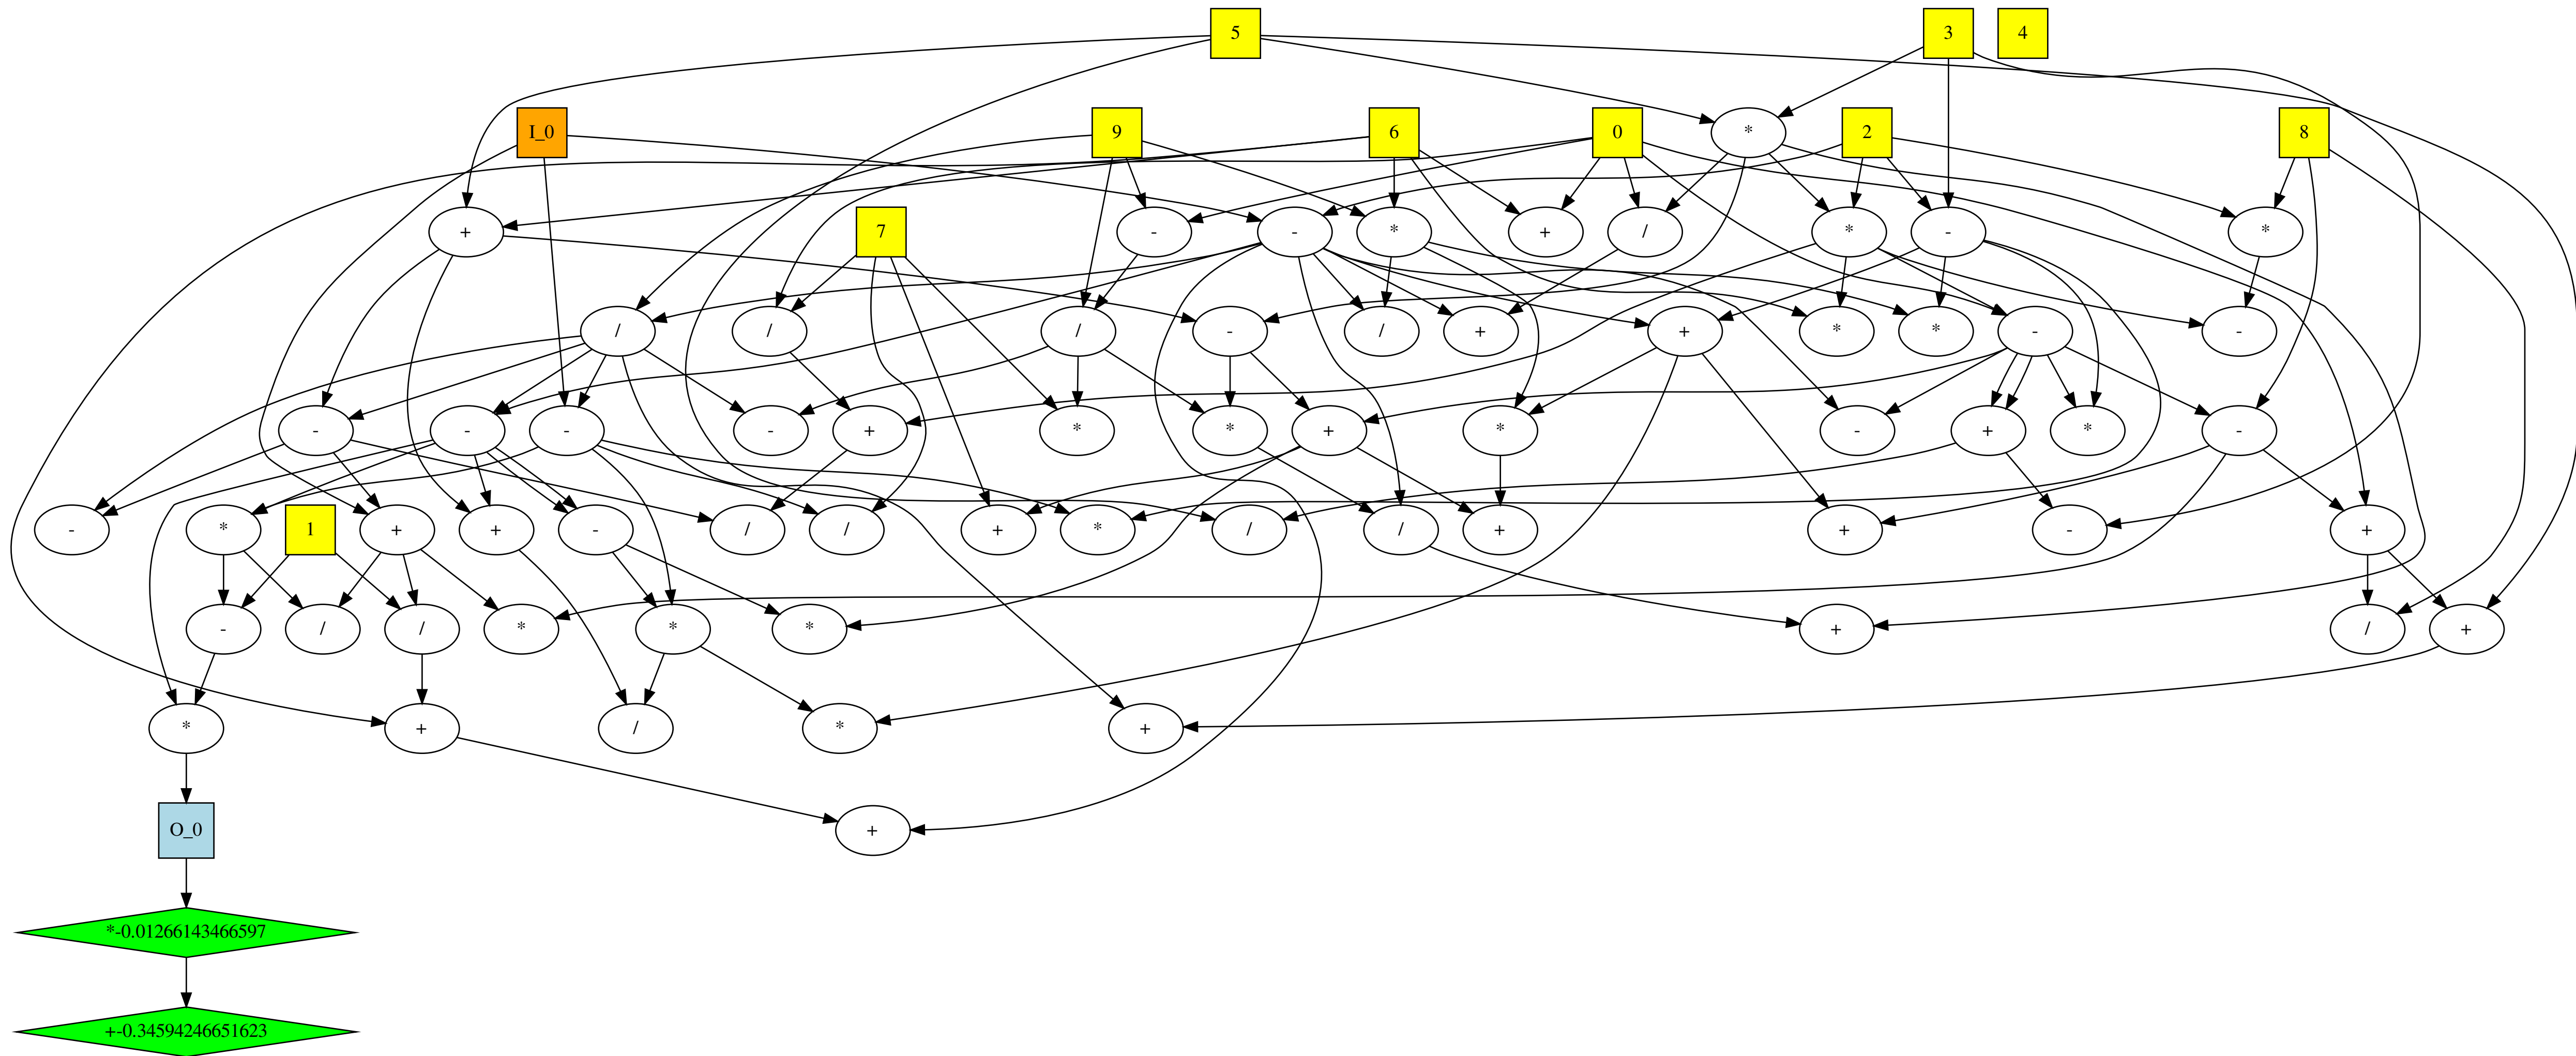 5 3 4
I_0 9 6 0 * 2 8
+ 7 - - * + / * - *
/ / / - / + + * * - -
- - - - + * * + * - + * -
- * 1 + + - / / + * / / + + - +
- / / * * * + / +
* + / * +
O_0 +
*-0.01266143466597
+-0.34594246651623